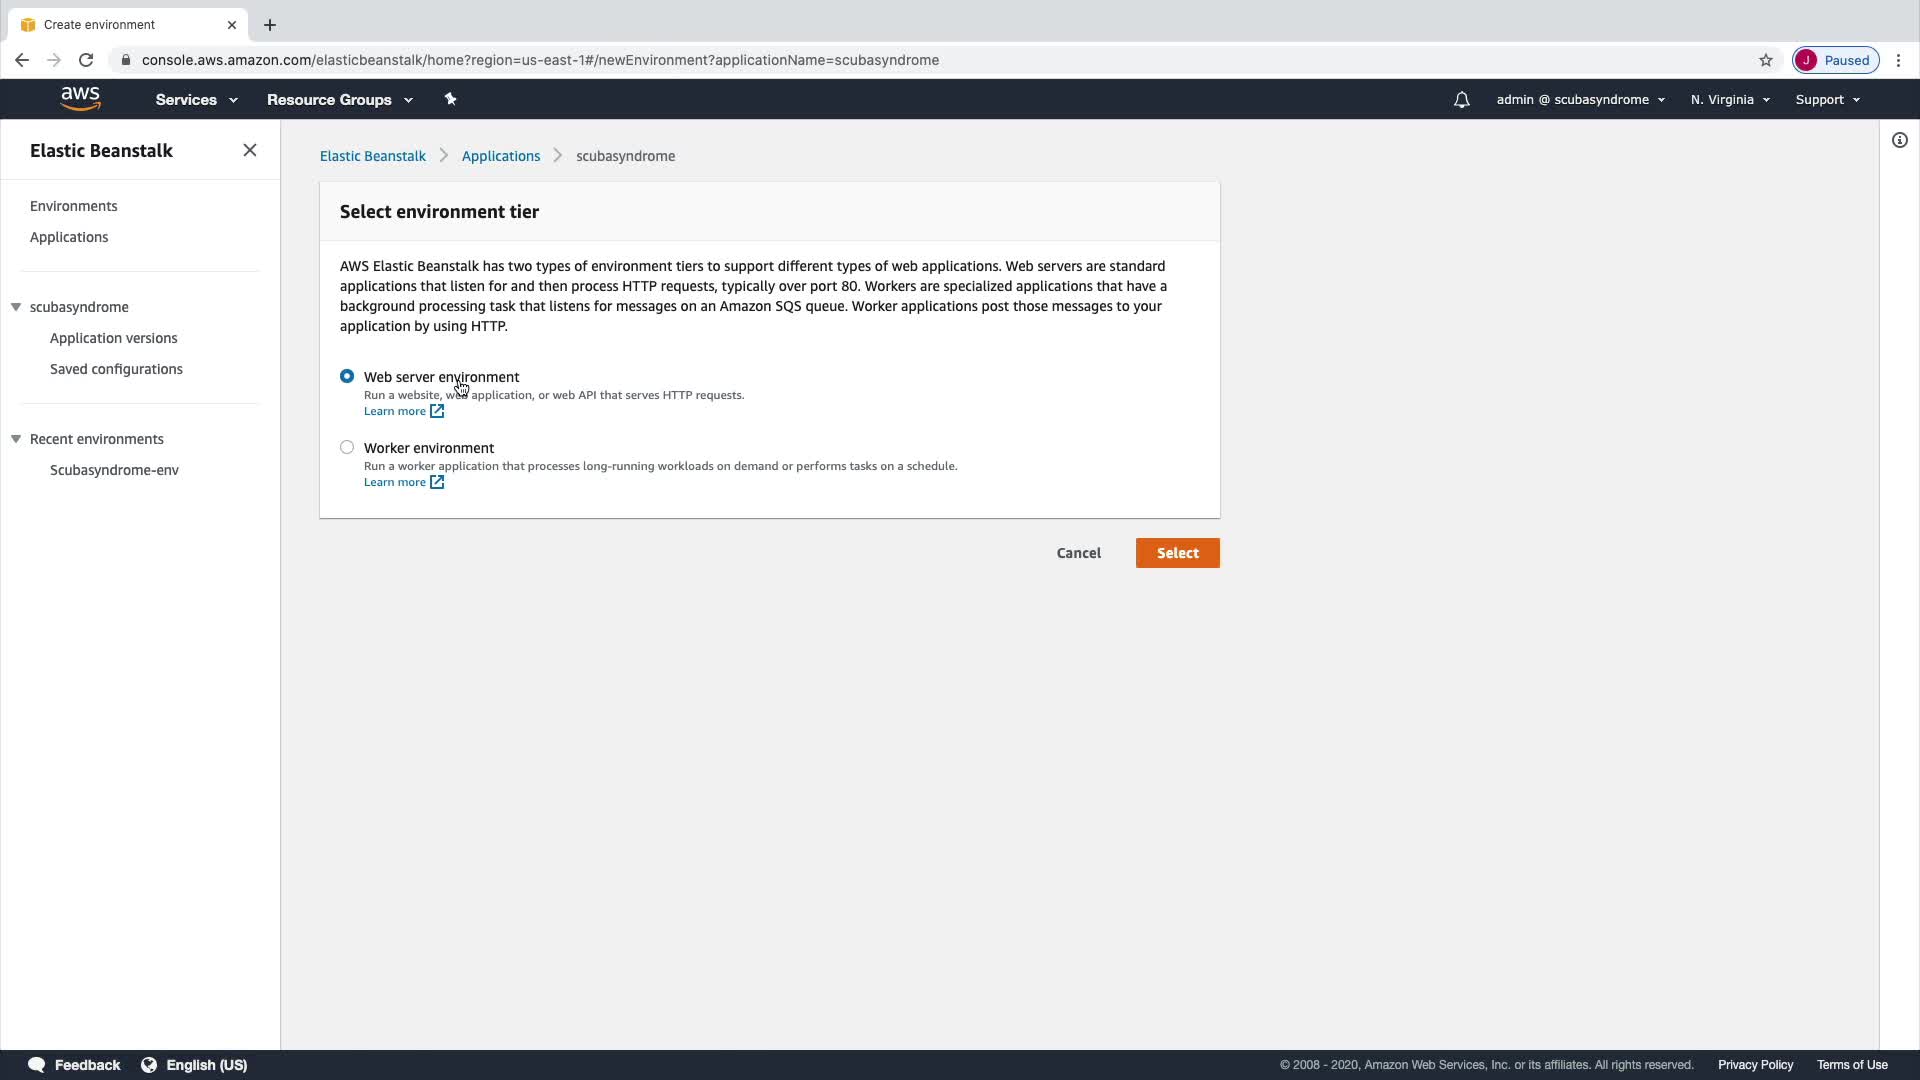 Create environment
console.aws.amazon.com/elasticbeanstalk/home?region=us-east-1#/newEnvironment?applicationName=scubasyndrome
J Paused
aws Services Resource Groups admin @ scubasyndrome N. Virginia Support
Elastic Beanstalk
Environments
Applications
scubasyndrome
Application versions
Saved configurations
Recent environments
Scubasyndrome-env
Elastic Beanstalk Applications scubasyndrome
Select environment tier
AWS Elastic Beanstalk has two types of environment tiers to support different types of web applications. Web servers are standard
applications that listen for and then process HTTP requests, typically over port 80. Workers are specialized applications that have a
background processing task that listens for messages on an Amazon SQS queue. Worker applications post those messages to your
application by using HTTP.
Web server environment
Run a website, web application, or web API that serves HTTP requests.
Learn more
Worker environment
Run a worker application that processes long-running workloads on demand or performs tasks on a schedule.
Learn more
Cancel Select
Feedback English (US) © 2008 - 2020, Amazon Web Services, Inc. or its affiliates. All rights reserved. Privacy Policy Terms of Use